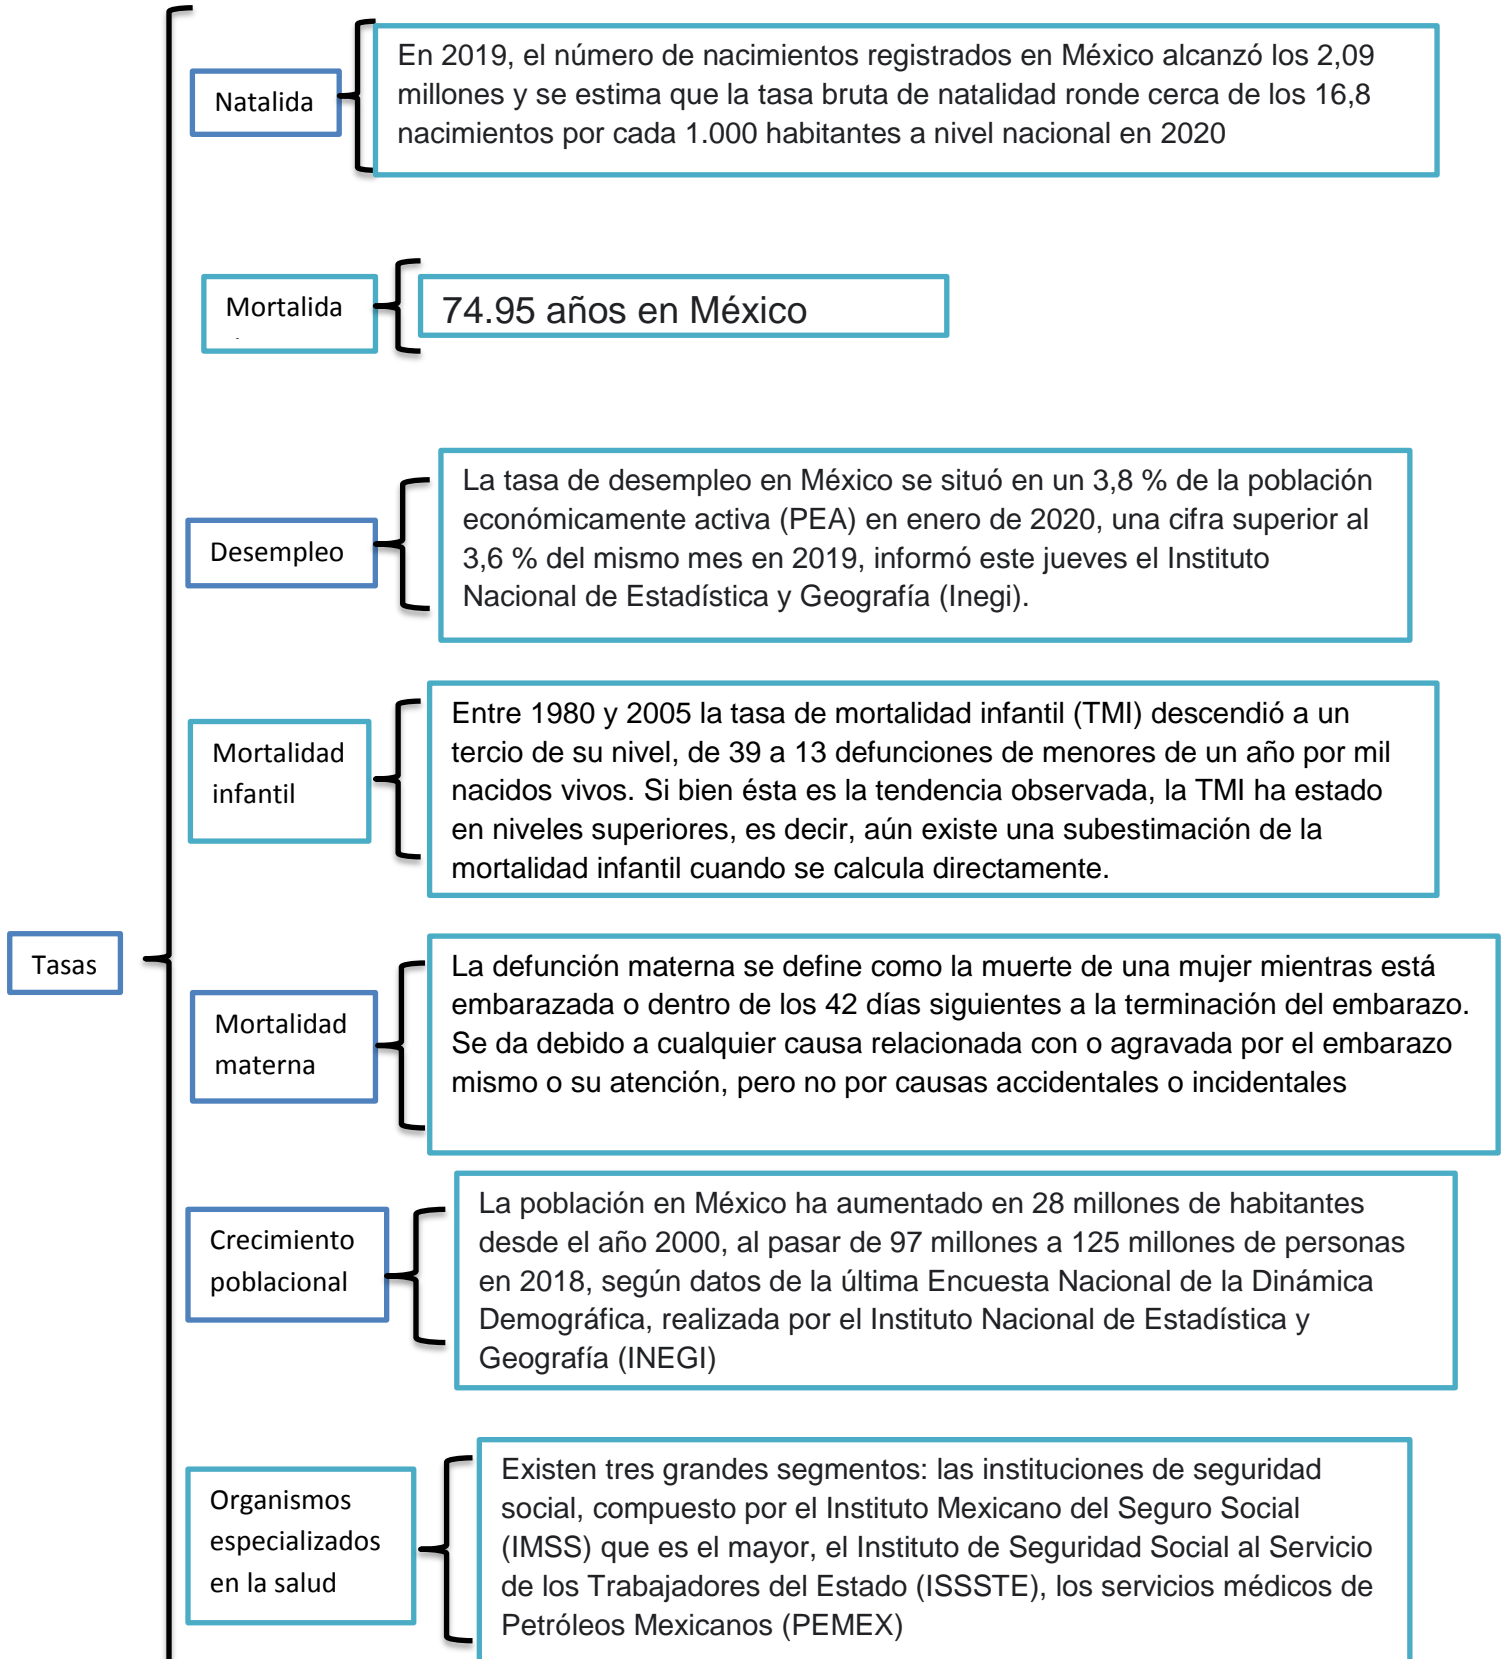 Natalida
En 2019, el número de nacimientos registrados en México alcanzó los 2,09
millones y se estima que la tasa bruta de natalidad ronde cerca de los 16,8
nacimientos por cada 1.000 habitantes a nivel nacional en 2020
Mortalida
74.95 años en México
Desempleo
La tasa de desempleo en México se situó en un 3,8 % de la población
económicamente activa (PEA) en enero de 2020, una cifra superior al
3,6 % del mismo mes en 2019, informó este jueves el Instituto
Nacional de Estadística y Geografía (Inegi).
Mortalidad
infantil
Entre 1980 y 2005 la tasa de mortalidad infantil (TMI) descendió a un
tercio de su nivel, de 39 a 13 defunciones de menores de un año por mil
nacidos vivos. Si bien ésta es la tendencia observada, la TMI ha estado
en niveles superiores, es decir, aún existe una subestimación de la
mortalidad infantil cuando se calcula directamente.
Tasas
Mortalidad
materna
La defunción materna se define como la muerte de una mujer mientras está
embarazada o dentro de los 42 días siguientes a la terminación del embarazo.
Se da debido a cualquier causa relacionada con o agravada por el embarazo
mismo o su atención, pero no por causas accidentales o incidentales
Crecimiento
poblacional
La población en México ha aumentado en 28 millones de habitantes
desde el año 2000, al pasar de 97 millones a 125 millones de personas
en 2018, según datos de la última Encuesta Nacional de la Dinámica
Demográfica, realizada por el Instituto Nacional de Estadística y
Geografía (INEGI)
Organismos
especializados
en la salud
Existen tres grandes segmentos: las instituciones de seguridad
social, compuesto por el Instituto Mexicano del Seguro Social
(IMSS) que es el mayor, el Instituto de Seguridad Social al Servicio
de los Trabajadores del Estado (ISSSTE), los servicios médicos de
Petróleos Mexicanos (PEMEX)